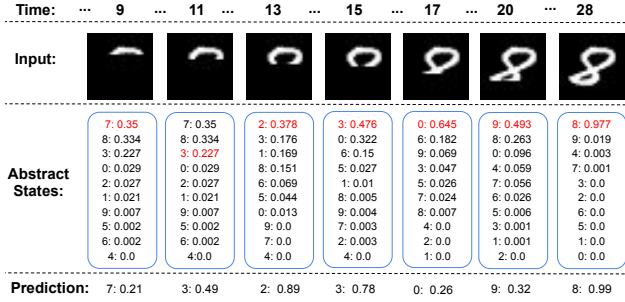 Time: ... 9 ... 11 ... 13 ... 15 ... 17 ... 20 ... 28
Input:
Abstract States:
7: 0.35 7: 0.35 2: 0.378 3: 0.476 0: 0.645 9: 0.493 8: 0.977
8: 0.334 8: 0.334 3: 0.176 0: 0.322 6: 0.182 8: 0.263 9: 0.019
3: 0.227 3: 0.227 1: 0.169 6: 0.15 9: 0.069 0: 0.096 4: 0.003
0: 0.029 0: 0.029 8: 0.151 5: 0.027 3: 0.047 4: 0.059 7: 0.001
2: 0.027 2: 0.027 6: 0.069 1: 0.01 5: 0.026 7: 0.056 3: 0.0
1: 0.021 1: 0.021 5: 0.044 8: 0.005 7: 0.024 6: 0.026 2: 0.0
9: 0.007 9: 0.007 0: 0.013 9: 0.004 8: 0.007 5: 0.006 6: 0.0
5: 0.002 5: 0.002 9: 0.0 7: 0.003 4: 0.0 3: 0.001 5: 0.0
6: 0.002 6: 0.002 7: 0.0 2: 0.003 2: 0.0 1: 0.001 1: 0.0
4: 0.0 4:0.0 4: 0.0 4: 0.0 1: 0.0 2: 0.0 0: 0.0
Prediction: 7: 0.21 3: 0.49 2: 0.89 3: 0.78 0: 0.26 9: 0.32 8: 0.99